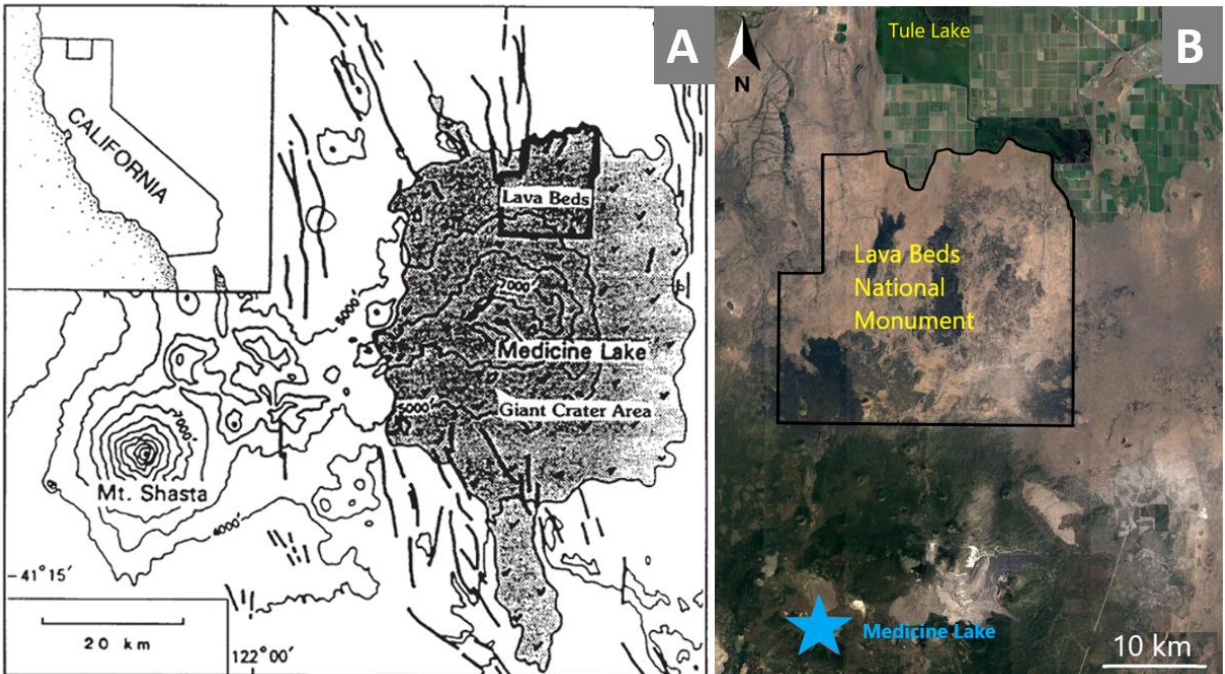 A
CALIFORNIA
Lava Beds
7000'
5000'
Medicine Lake
5000'
Giant Crater Area
7000'
Mt. Shasta
4000'
41° 15'
20 km
122° 00'
B
N
Tule Lake
Lava Beds
National
Monument
Medicine Lake
10 km